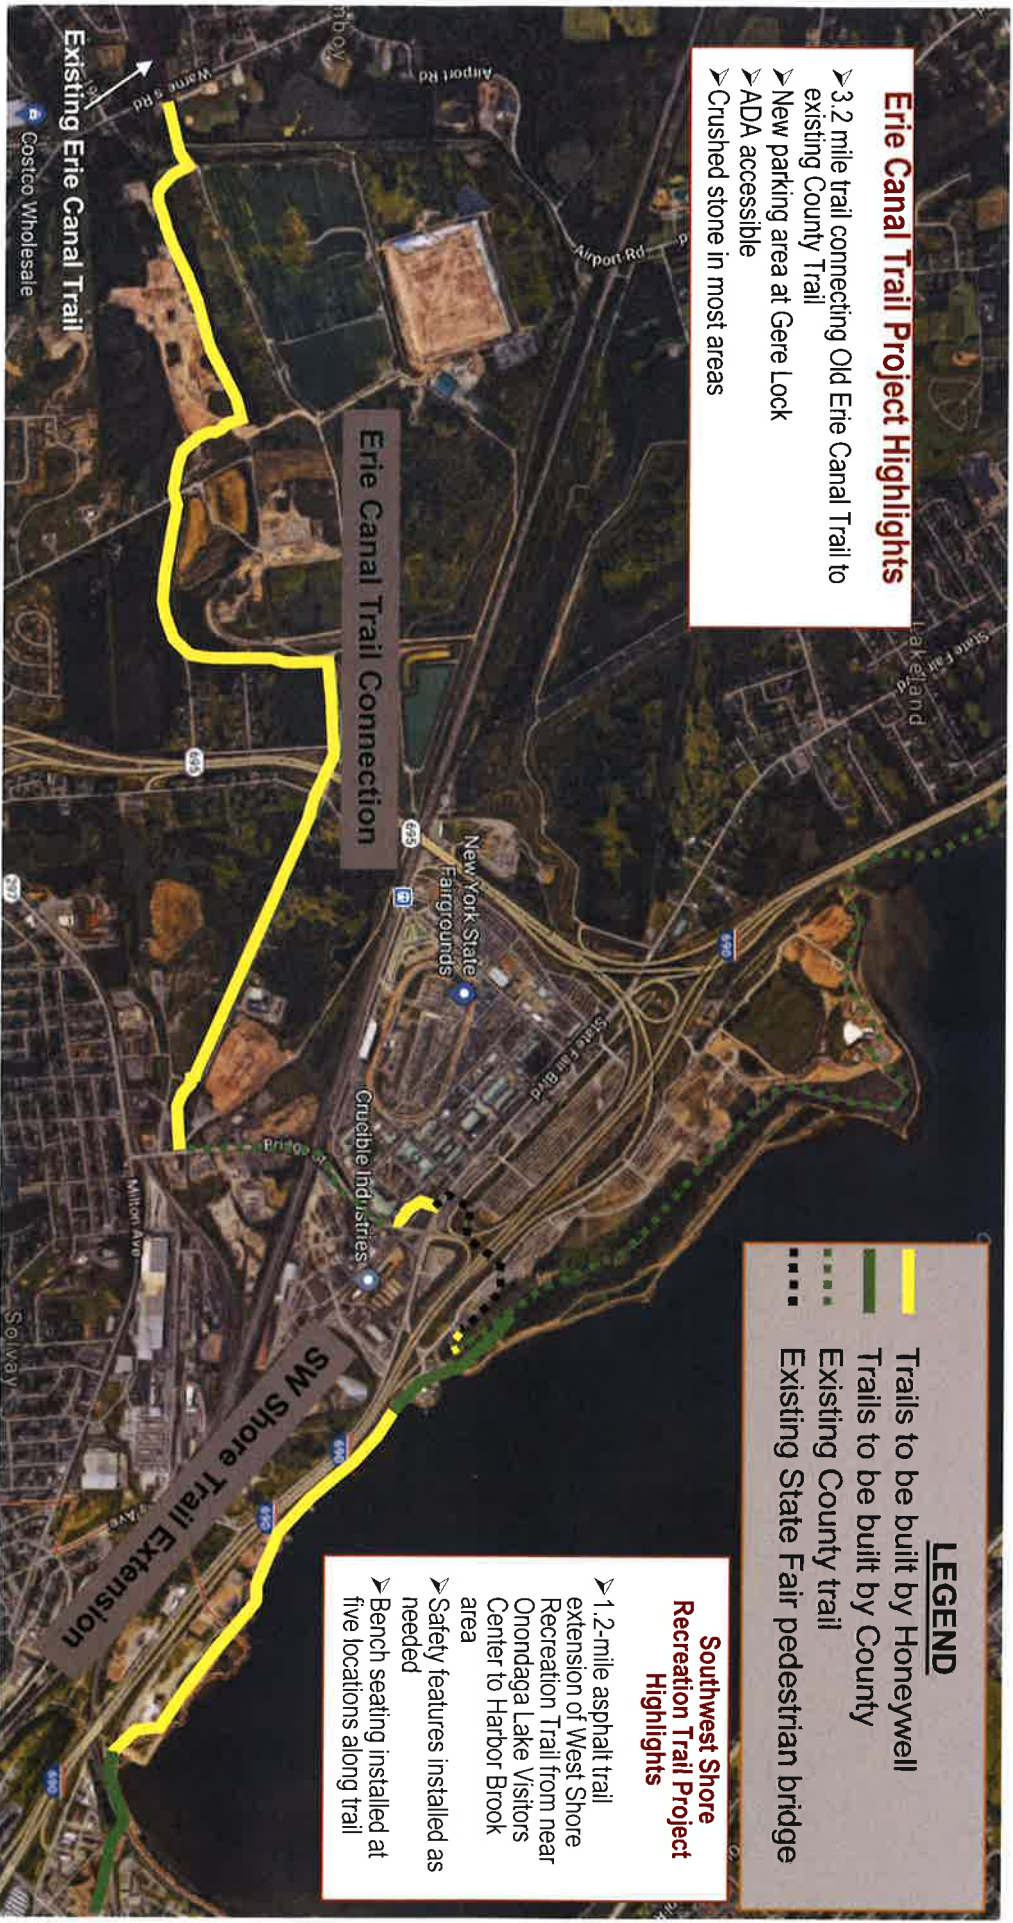 Erie Canal Trail Project Highlights
➢3.2 mile trail connecting Old Erie Canal Trail to
existing County Trail
➢New parking area at Gere Lock
➢ADA accessible
➢Crushed stone in most areas
LEGEND
Trails to be built by Honeywell
Trails to be built by County
Existing County trail
Existing State Fair pedestrian bridge
Southwest Shore
Recreation Trail Project
Highlights
➢1.2-mile asphalt trail
extension of West Shore
Recreation Trail from near
Onondaga Lake Visitors
Center to Harbor Brook
area
➢Safety features installed as
needed
➢Bench seating installed at
five locations along trail
Erie Canal Trail Connection
SW Shore Trail Extension
Existing Erie Canal Trail
Costco Wholesale
Warners Rd
Airport Rd
Airport Rd
Lakeland
State Fair Blvd
New York State
Fairgrounds
State Fair Blvd
Crucible Industries
Bridge St
Milton Ave
Solvay
695
695
690
690
690
690
297